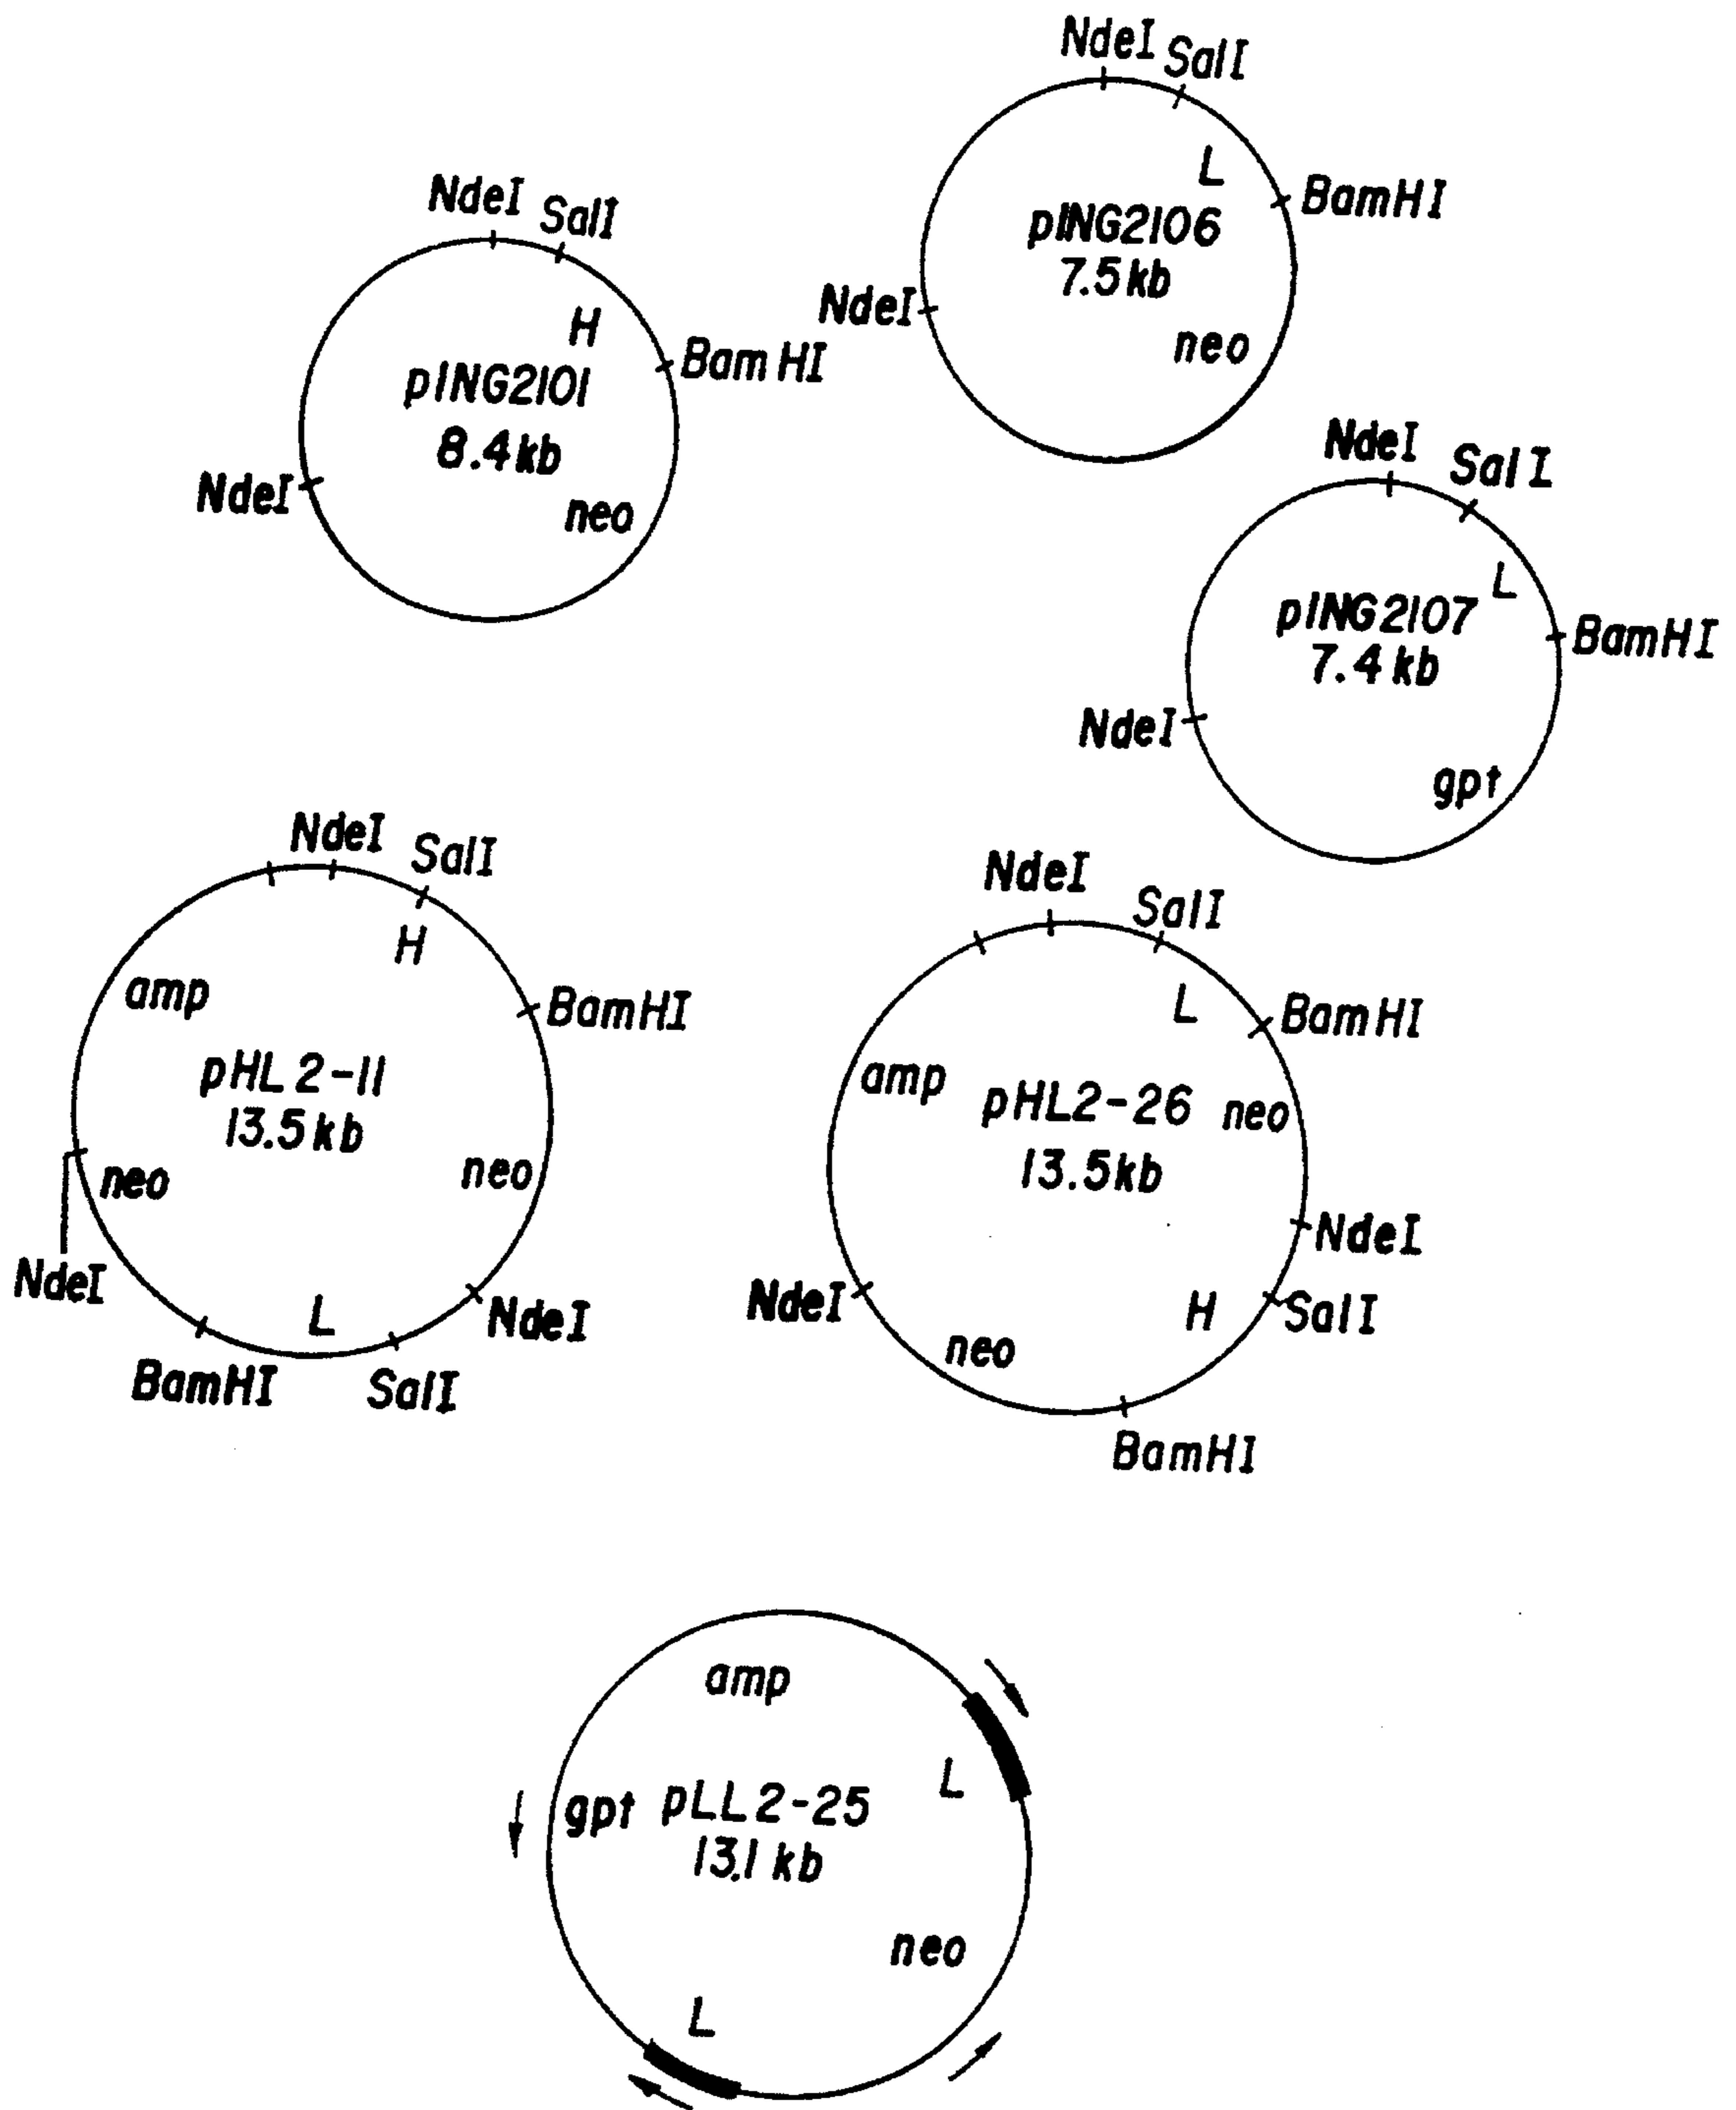 NdeI SalI
L
BamHI
pING2106
7.5kb
NdeI
neo
NdeI SalI
H
BamHI
pING2101
8.4kb
NdeI
neo
NdeI SalI
L
pING2107
BamHI
7.4kb
NdeI
gpt
NdeI SalI
H
amp
BamHI
pHL2-11
13.5kb
neo
neo
NdeI
L
NdeI
BamHI
SalI
NdeI
SalI
L
BamHI
amp
pHL2-26
neo
13.5kb
NdeI
NdeI
H
SalI
neo
BamHI
amp
L
gpt
pLL2-25
13.1kb
neo
L